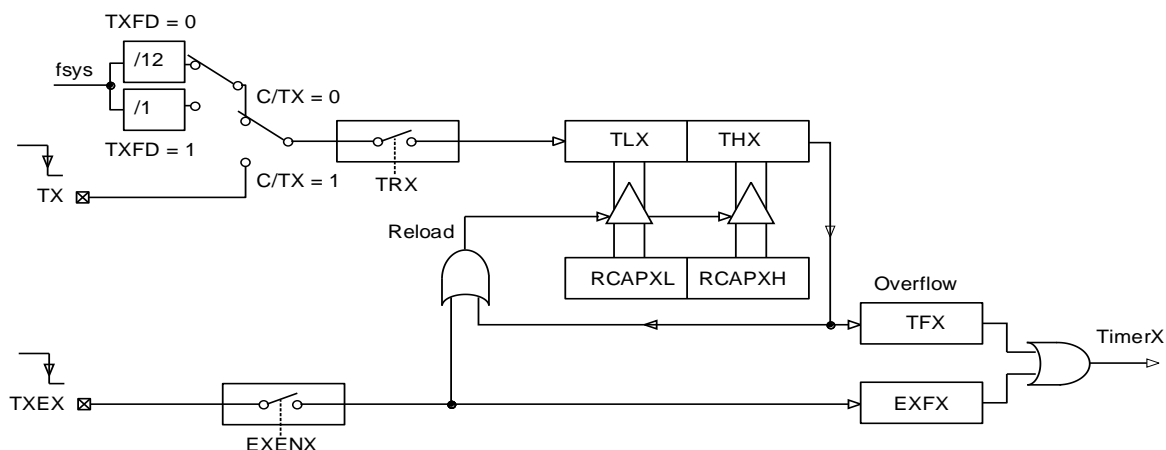 TXFD = 0
/12
fsys
C/TX = 0
/1
TLX
THX
TXFD = 1
C/TX = 1
TRX
TX
Reload
RCAPXL
RCAPXH
Overflow
TFX
TimerX
TXEX
EXFX
EXENX